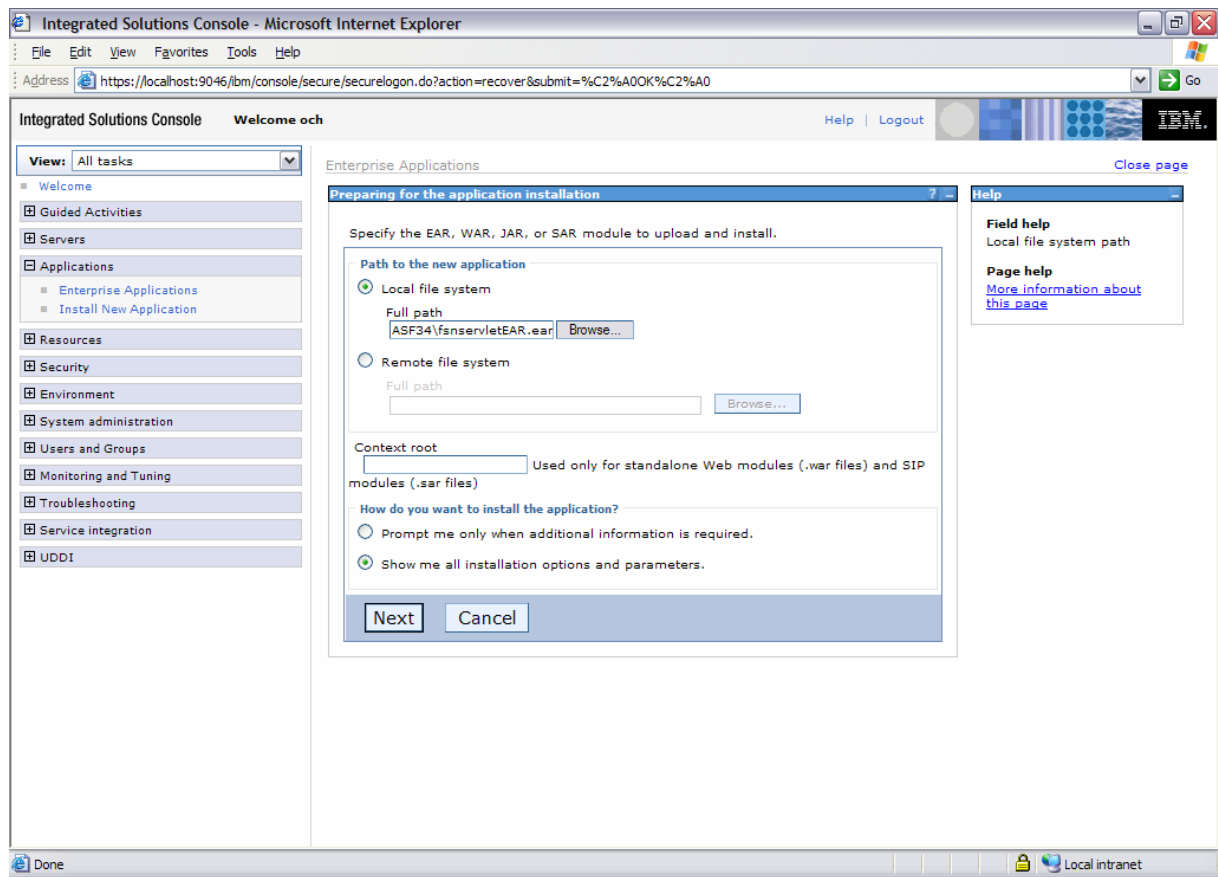 Integrated Solutions Console - Microsoft Internet Explorer
File Edit View Favorites Tools Help
Address https://localhost:9046/ibm/console/secure/securelogon.do?action=recover&submit=%C2%A0OK%C2%A0 Go
Integrated Solutions Console Welcome och Help | Logout IBM.
View: All tasks
Welcome
Guided Activities
Servers
Applications
Enterprise Applications
Install New Application
Resources
Security
Environment
System administration
Users and Groups
Monitoring and Tuning
Troubleshooting
Service integration
UDDI
Enterprise Applications Close page
Preparing for the application installation ? -
Specify the EAR, WAR, JAR, or SAR module to upload and install.
Path to the new application
Local file system
Full path
ASF34\fsnservletEAR.ear Browse...
Remote file system
Full path
Browse...
Context root
Used only for standalone Web modules (.war files) and SIP
modules (.sar files)
How do you want to install the application?
Prompt me only when additional information is required.
Show me all installation options and parameters.
Next Cancel
Help -
Field help
Local file system path
Page help
More information about
this page
Done Local intranet